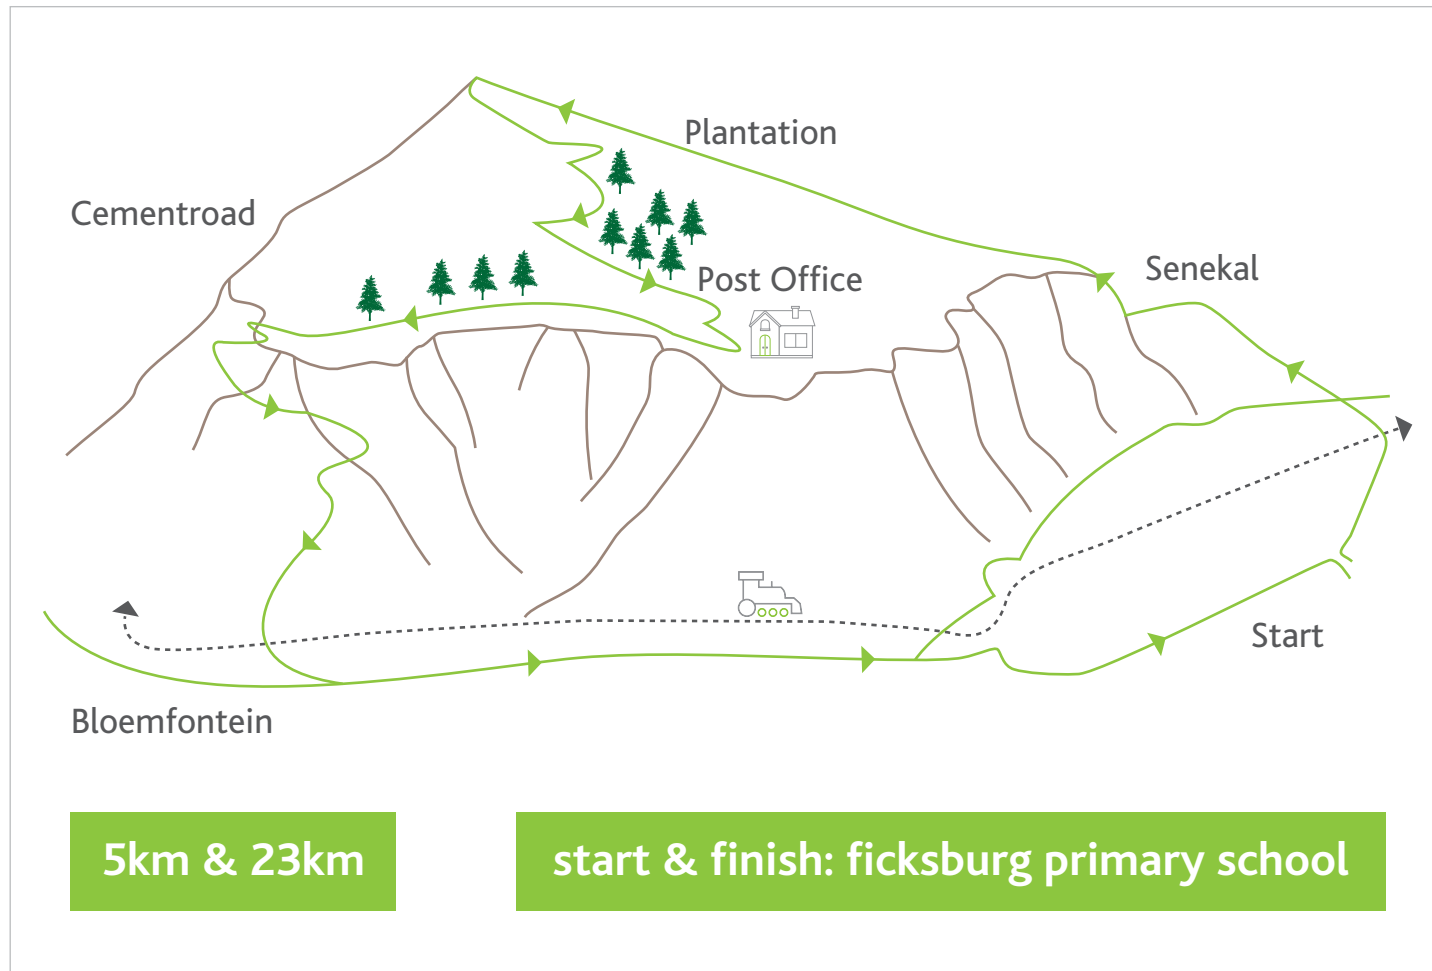 Plantation
Cementroad
Senekal
Post Office
Start
Bloemfontein
5km & 23km
start & finish: ficksburg primary school